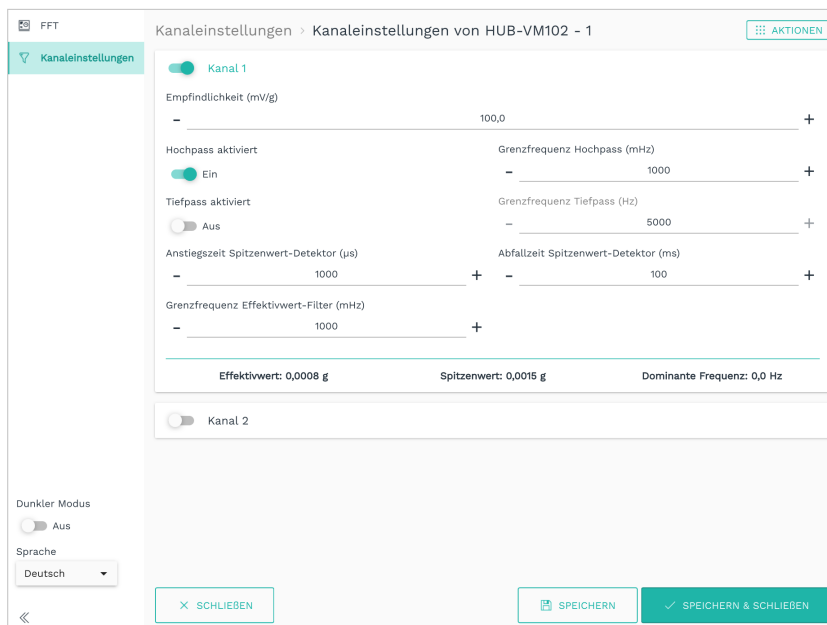 FFT
Kanaleinstellungen
Kanaleinstellungen > Kanaleinstellungen von HUB-VM102 - 1
AKTIONEN
Kanal 1
Empfindlichkeit (mV/g)
- 100,0 +
Hochpass aktiviert
Ein
Grenzfrequenz Hochpass (mHz)
- 1000 +
Tiefpass aktiviert
Aus
Grenzfrequenz Tiefpass (Hz)
- 5000 +
Anstiegszeit Spitzenwert-Detektor (µs)
- 1000 +
Abfallzeit Spitzenwert-Detektor (ms)
- 100 +
Grenzfrequenz Effektivwert-Filter (mHz)
- 1000 +
Effektivwert: 0,0008 g Spitzenwert: 0,0015 g Dominante Frequenz: 0,0 Hz
Kanal 2
Dunkler Modus
Aus
Sprache
Deutsch
SCHLIEßEN
SPEICHERN
SPEICHERN & SCHLIEßEN